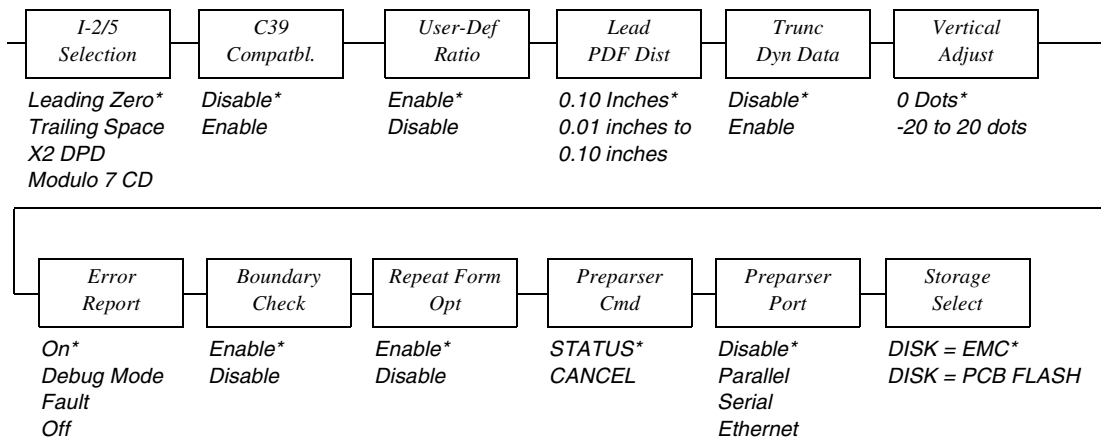 I-2/5
Selection
C39
Compatbl.
User-Def
Ratio
Lead
PDF Dist
Trunc
Dyn Data
Vertical
Adjust
Leading Zero*
Trailing Space
X2 DPD
Modulo 7 CD
Disable*
Enable
Enable*
Disable
0.10 Inches*
0.01 inches to
0.10 inches
Disable*
Enable
0 Dots*
-20 to 20 dots
Error
Report
Boundary
Check
Repeat Form
Opt
Preparser
Cmd
Preparser
Port
Storage
Select
On*
Debug Mode
Fault
Off
Enable*
Disable
Enable*
Disable
STATUS*
CANCEL
Disable*
Parallel
Serial
Ethernet
DISK = EMC*
DISK = PCB FLASH